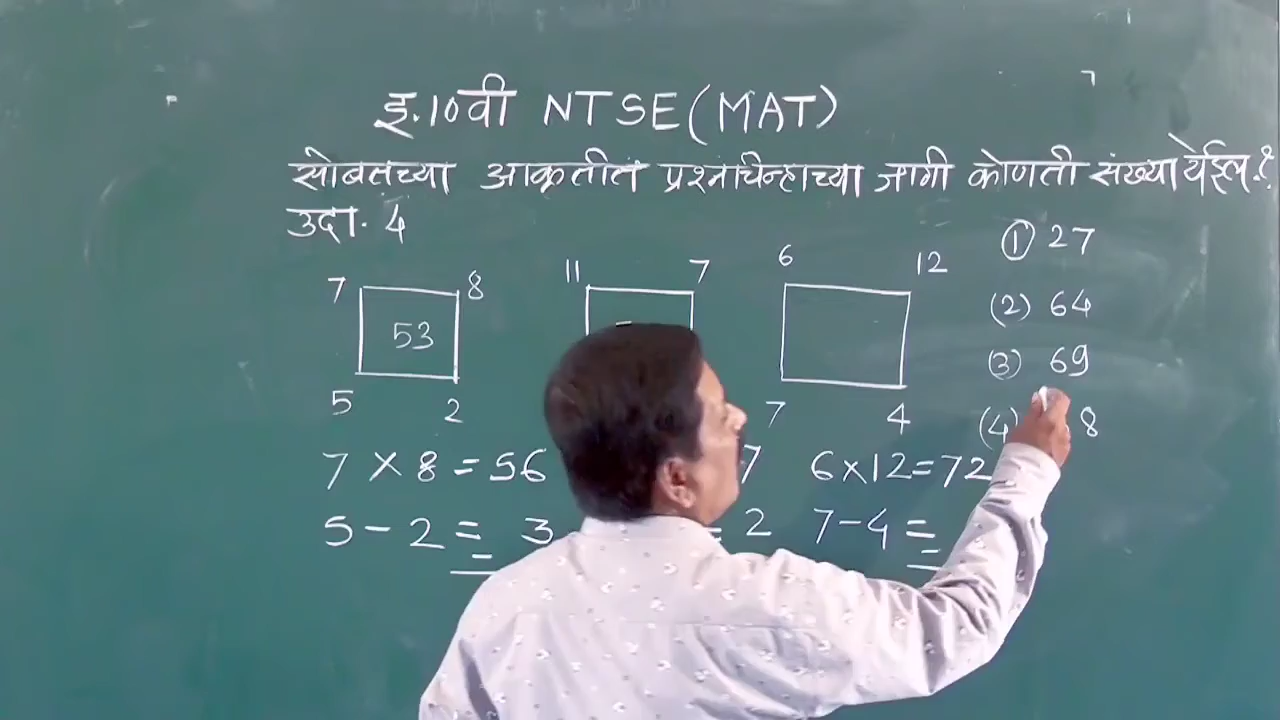 इ.10वी NTSE (MAT)
सोबतच्या आकृतीत प्रश्नचिन्हाच्या जागी कोणती संख्या येईल.?
उदा. 4
① 27
(2) 64
(3) 69
(4) 8
7 8
53
5 2
11 7
6 12
7 4
7 × 8 = 56
5 - 2 = 3
7
= 2
6×12=72
7-4 =